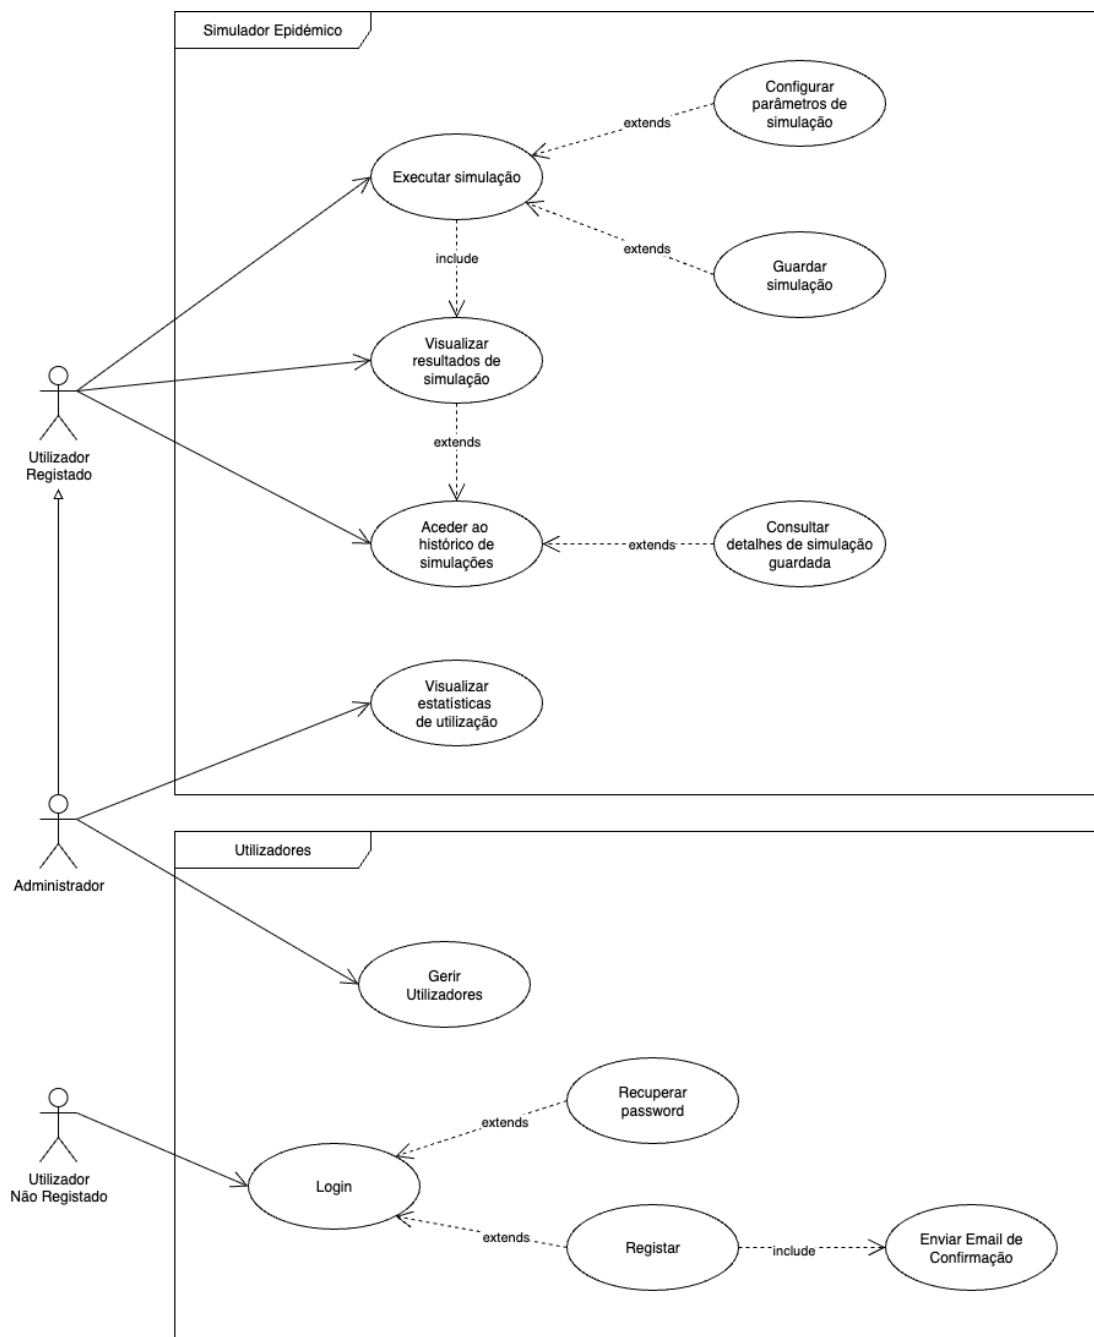 Simulador Epidémico
Configurar
parâmetros de
simulação
extends
Executar simulação
extends
Guardar
simulação
include
Visualizar
resultados de
simulação
Utilizador
Registado
extends
Aceder ao
histórico de
simulações
extends
Consultar
detalhes de simulação
guardada
Visualizar
estatísticas
de utilização
Administrador
Utilizadores
Gerir
Utilizadores
Recuperar
password
extends
Utilizador
Não Registado
Login
extends
Registar
include
Enviar Email de
Confirmação